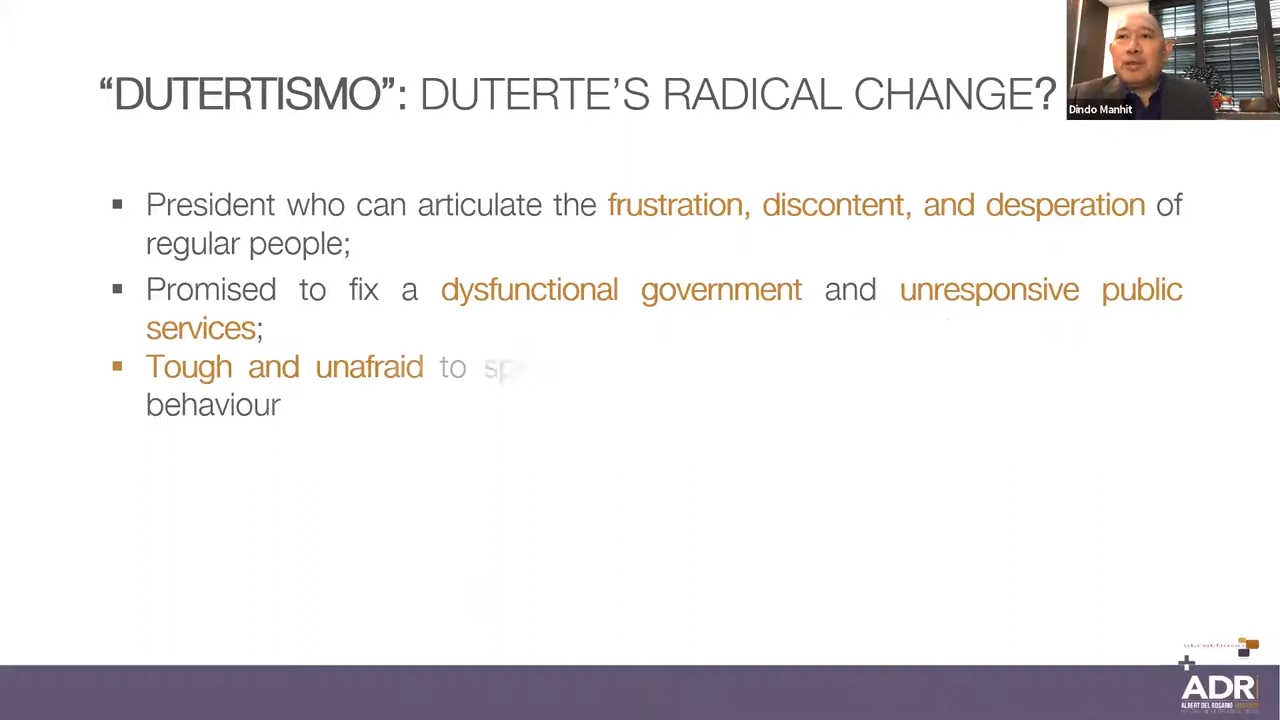 “DUTERTISMO”: DUTERTE’S RADICAL CHANGE?
Dindo Manhit
▪ President who can articulate the frustration, discontent, and desperation of
regular people;
▪ Promised to fix a dysfunctional government and unresponsive public
services;
▪ Tough and unafraid to
behaviour
ADR
ALBERT DEL ROSARIO INSTITUTE